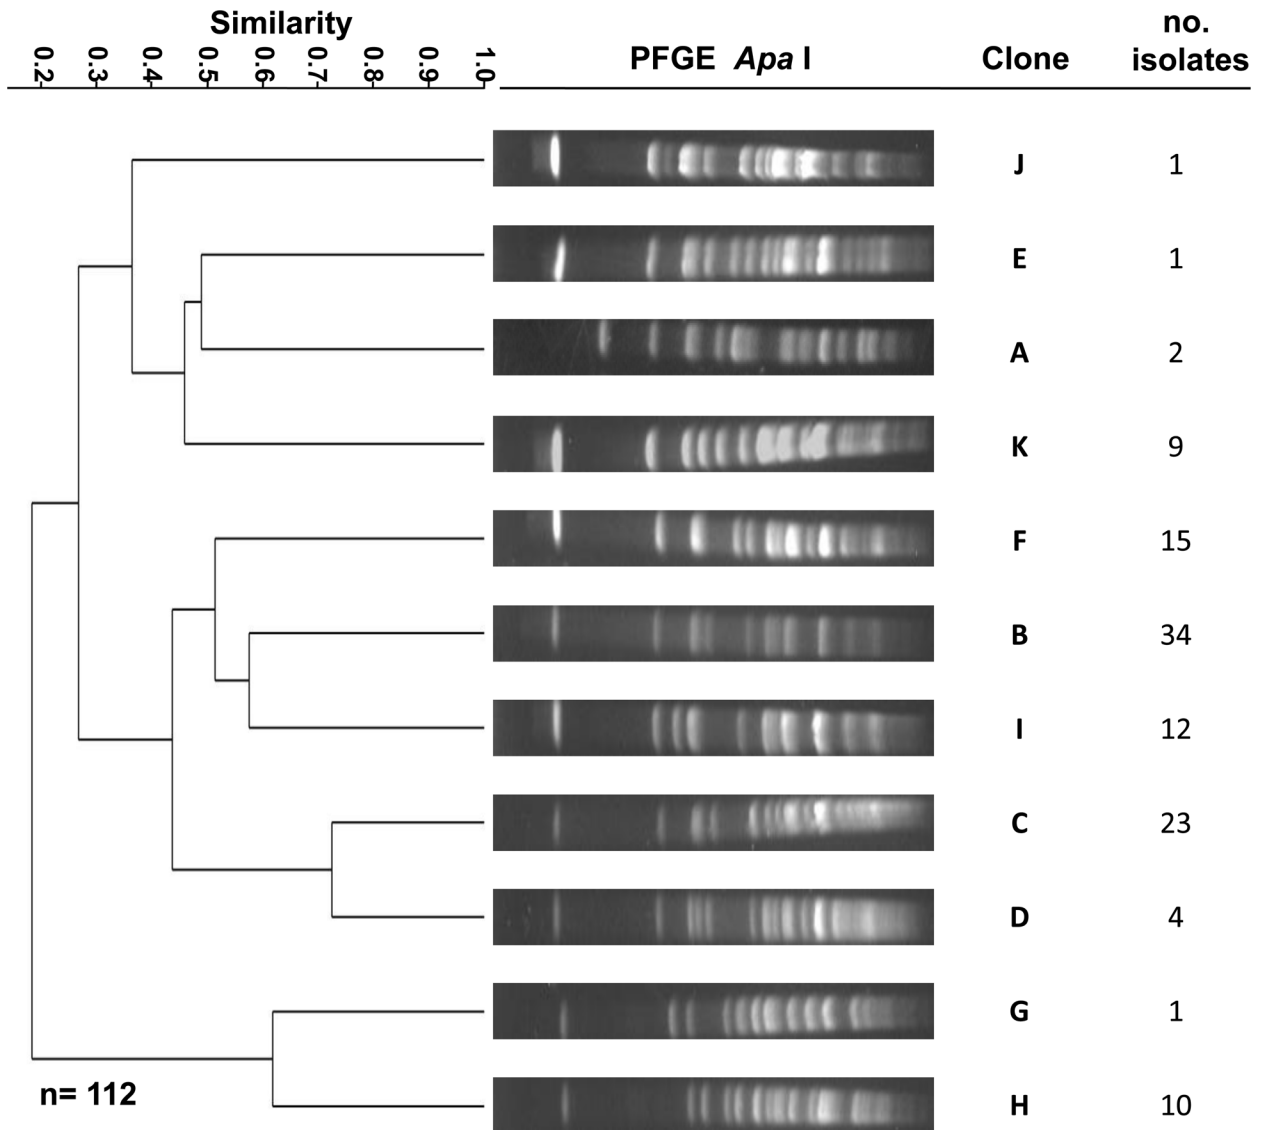 Similarity
0.2 0.3 0.4 0.5 0.6 0.7 0.8 0.9 1.0
PFGE Apa I
Clone
no.
isolates
J 1
E 1
A 2
K 9
F 15
B 34
I 12
C 23
D 4
G 1
H 10
n= 112